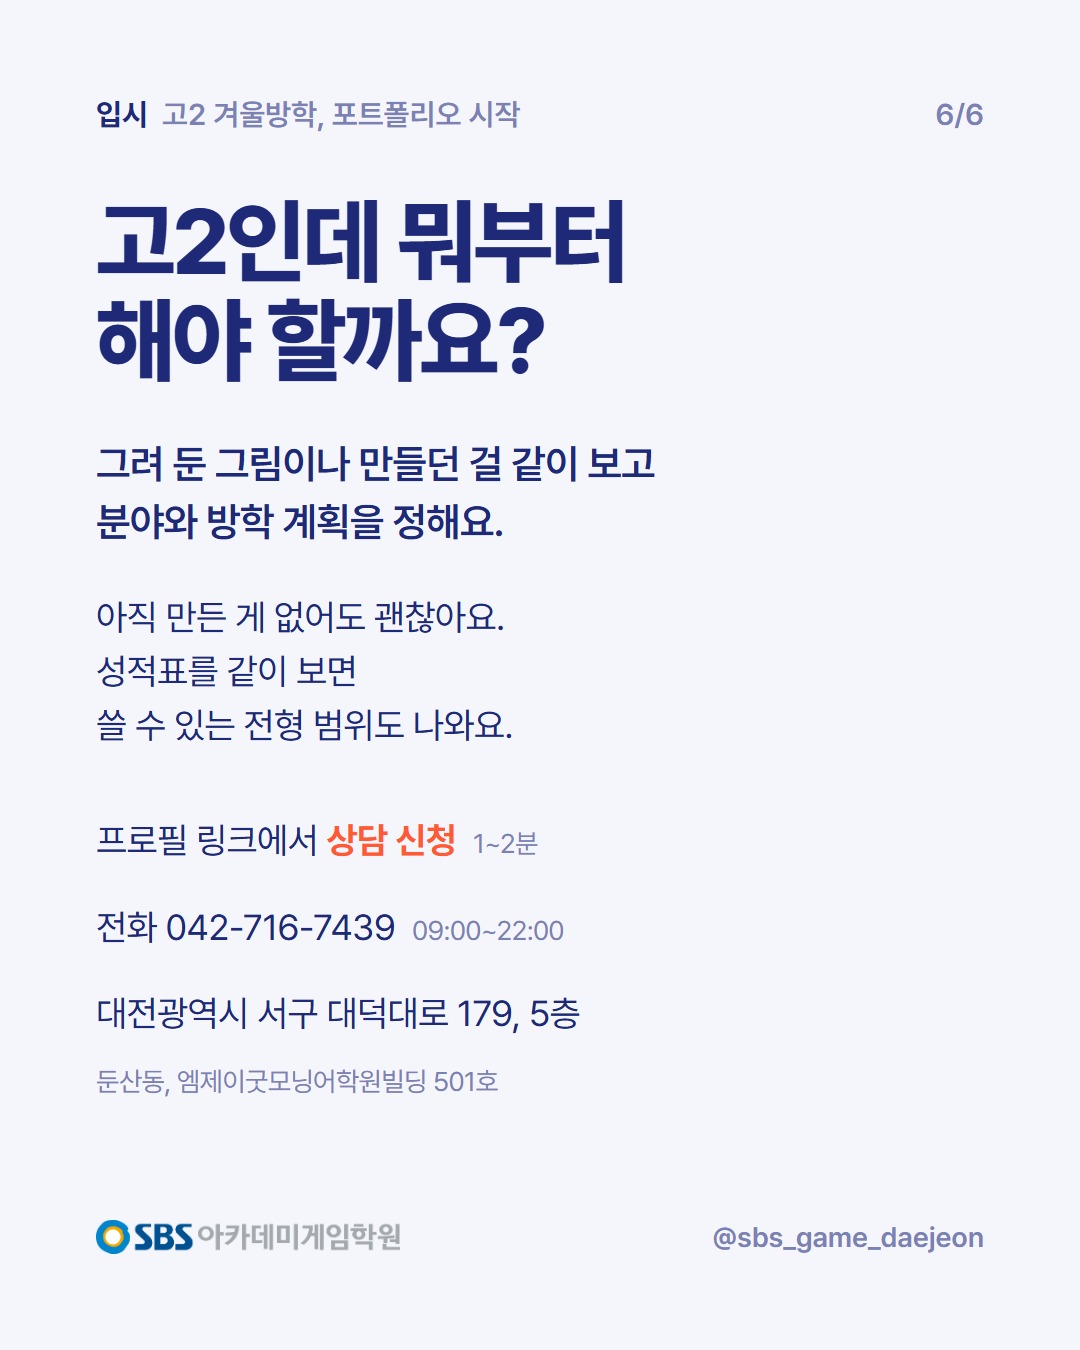 입시 고2 겨울방학, 포트폴리오 시작
6/6
고2인데 뭐부터
해야 할까요?
그려 둔 그림이나 만들던 걸 같이 보고
분야와 방학 계획을 정해요.
아직 만든 게 없어도 괜찮아요.
성적표를 같이 보면
쓸 수 있는 전형 범위도 나와요.
프로필 링크에서 상담 신청 1~2분
전화 042-716-7439 09:00~22:00
대전광역시 서구 대덕대로 179, 5층
둔산동, 엠제이굿모닝어학원빌딩 501호
SBS 아카데미게임학원
@sbs_game_daejeon